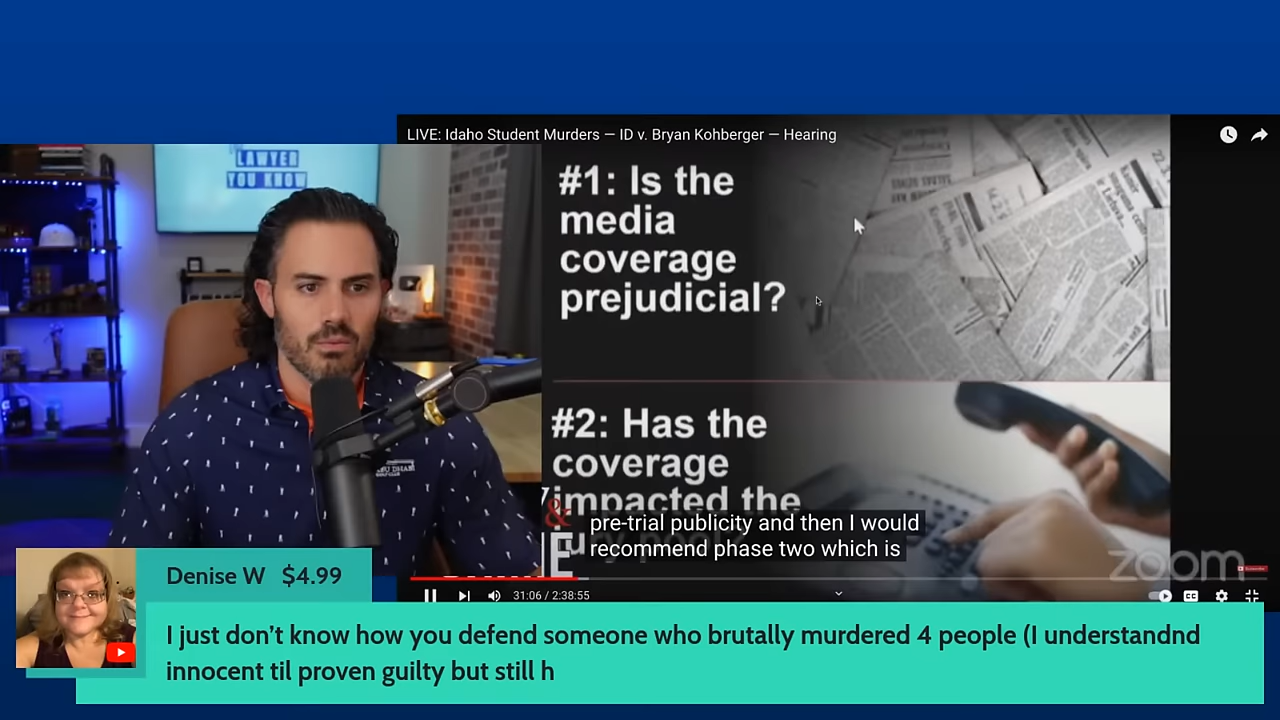 LIVE: Idaho Student Murders — ID v. Bryan Kohberger — Hearing
LAWYER
YOU KNOW
#1: Is the
media
coverage
prejudicial?
#2: Has the
coverage
impacted the
pre-trial publicity and then I would
recommend phase two which is
zoom
31:06 / 2:38:55
CC
Denise W $4.99
I just don’t know how you defend someone who brutally murdered 4 people (I understandnd
innocent til proven guilty but still h